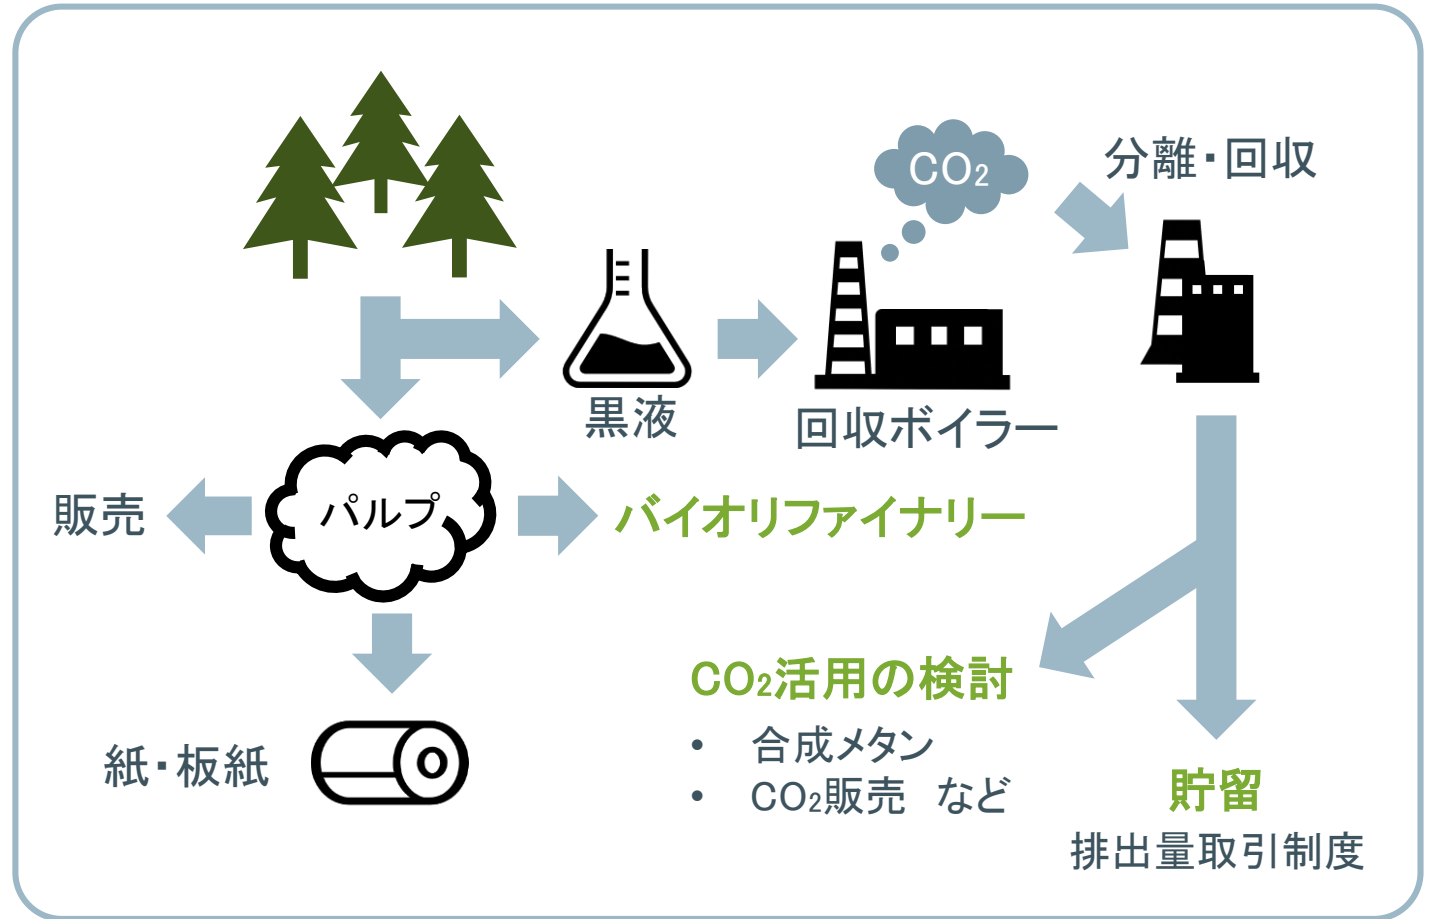 CO₂
分離・回収
黒液
回収ボイラー
販売
パルプ
バイオリファイナリー
紙・板紙
CO₂活用の検討
• 合成メタン
• CO₂販売　など
貯留
排出量取引制度